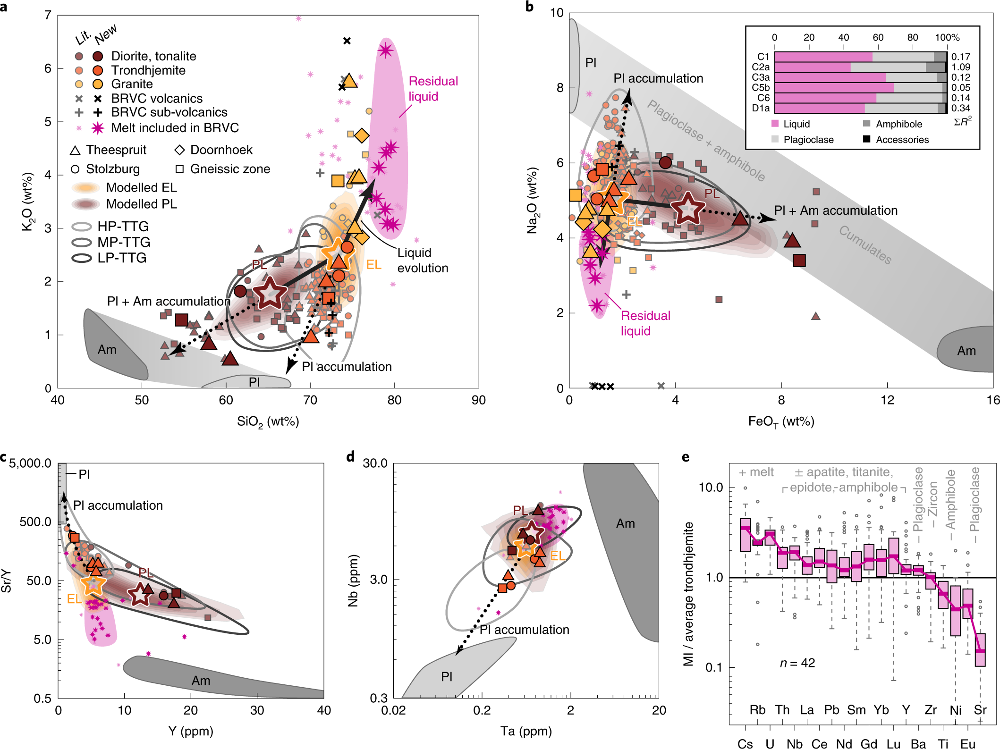 a
7
6
5
4
3
2
1
0
K2O (wt%)
40 50 60 70 80 90
SiO2 (wt%)
Lit. New
Diorite, tonalite
Trondhjemite
Granite
BRVC volcanics
BRVC sub-volcanics
Melt included in BRVC
Theespruit
Doornhoek
Stolzburg
Gneissic zone
Modelled EL
Modelled PL
HP-TTG
MP-TTG
LP-TTG
Residual
liquid
Liquid
evolution
PL
EL
Pl + Am accumulation
Pl accumulation
Am
Pl
b
10
8
6
4
2
0
Na2O (wt%)
0 4 8 12 16
FeOT (wt%)
Pl
Pl accumulation
Plagioclase + amphibole
PL
EL
Pl + Am accumulation
Cumulates
Residual
liquid
Am
0 20 40 60 80 100%
C1 0.17
C2a 1.09
C3a 0.12
C5b 0.05
C6 0.14
D1a 0.34
Liquid
Amphibole
ΣR2
Plagioclase
Accessories
c
5,000.0
500.0
50.0
5.0
0.5
Sr/Y
0 10 20 30 40
Y (ppm)
Pl
Pl accumulation
PL
EL
Am
d
30.0
3.0
0.3
Nb (ppm)
0.02 0.2 2 20
Ta (ppm)
PL
EL
Am
Pl accumulation
Pl
e
10.0
1.0
0.1
MI / average trondhjemite
+ melt
± apatite, titanite,
epidote, amphibole
– Plagioclase
– Zircon
– Amphibole
– Plagioclase
n = 42
Rb Th La Pb Sm Yb Y Zr Ni Sr
Cs U Nb Ce Nd Gd Lu Ba Ti Eu